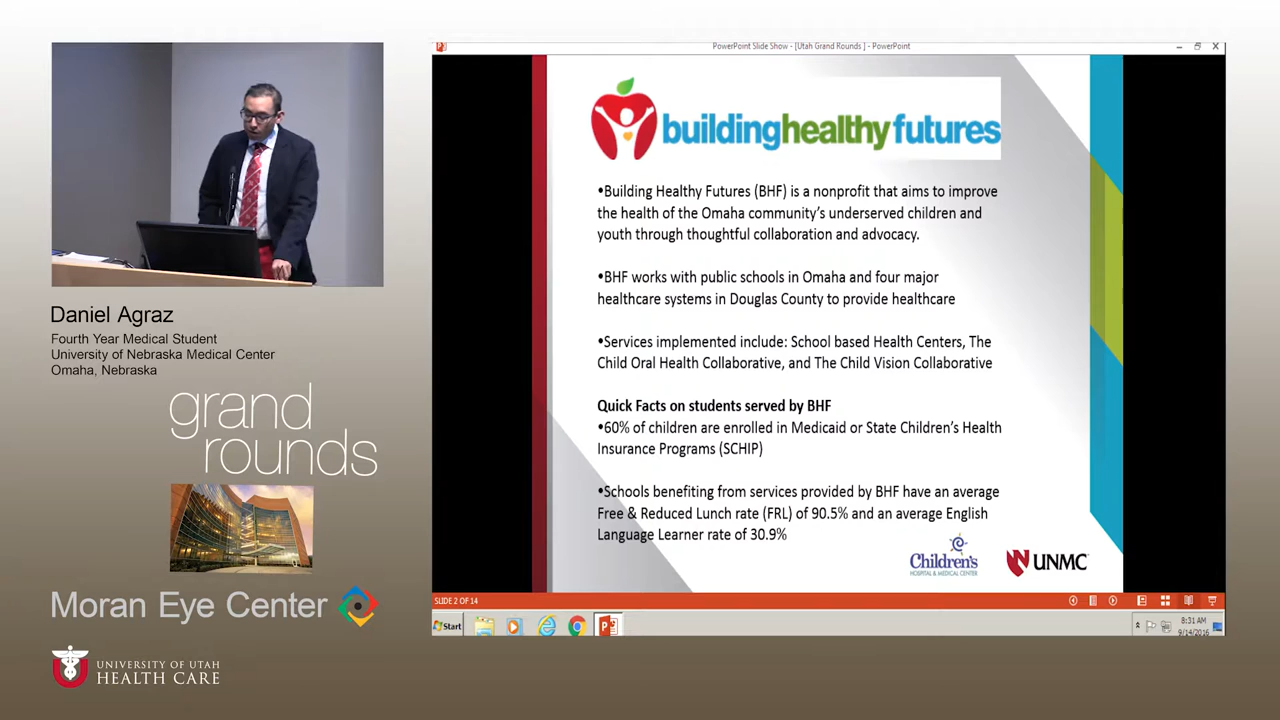 PowerPoint Slide Show - [Utah Grand Rounds ] - PowerPoint
buildinghealthy futures
•Building Healthy Futures (BHF) is a nonprofit that aims to improve
the health of the Omaha community's underserved children and
youth through thoughtful collaboration and advocacy.
•BHF works with public schools in Omaha and four major
healthcare systems in Douglas County to provide healthcare
•Services implemented include: School based Health Centers, The
Child Oral Health Collaborative, and The Child Vision Collaborative
Quick Facts on students served by BHF
•60% of children are enrolled in Medicaid or State Children's Health
Insurance Programs (SCHIP)
•Schools benefiting from services provided by BHF have an average
Free & Reduced Lunch rate (FRL) of 90.5% and an average English
Language Learner rate of 30.9%
Children's
HOSPITAL & MEDICAL CENTER
UNMC
SLIDE 2 OF 14
Start
8:31 AM
9/14/2016
Daniel Agraz
Fourth Year Medical Student
University of Nebraska Medical Center
Omaha, Nebraska
grand
rounds
Moran Eye Center
UNIVERSITY OF UTAH
HEALTH CARE